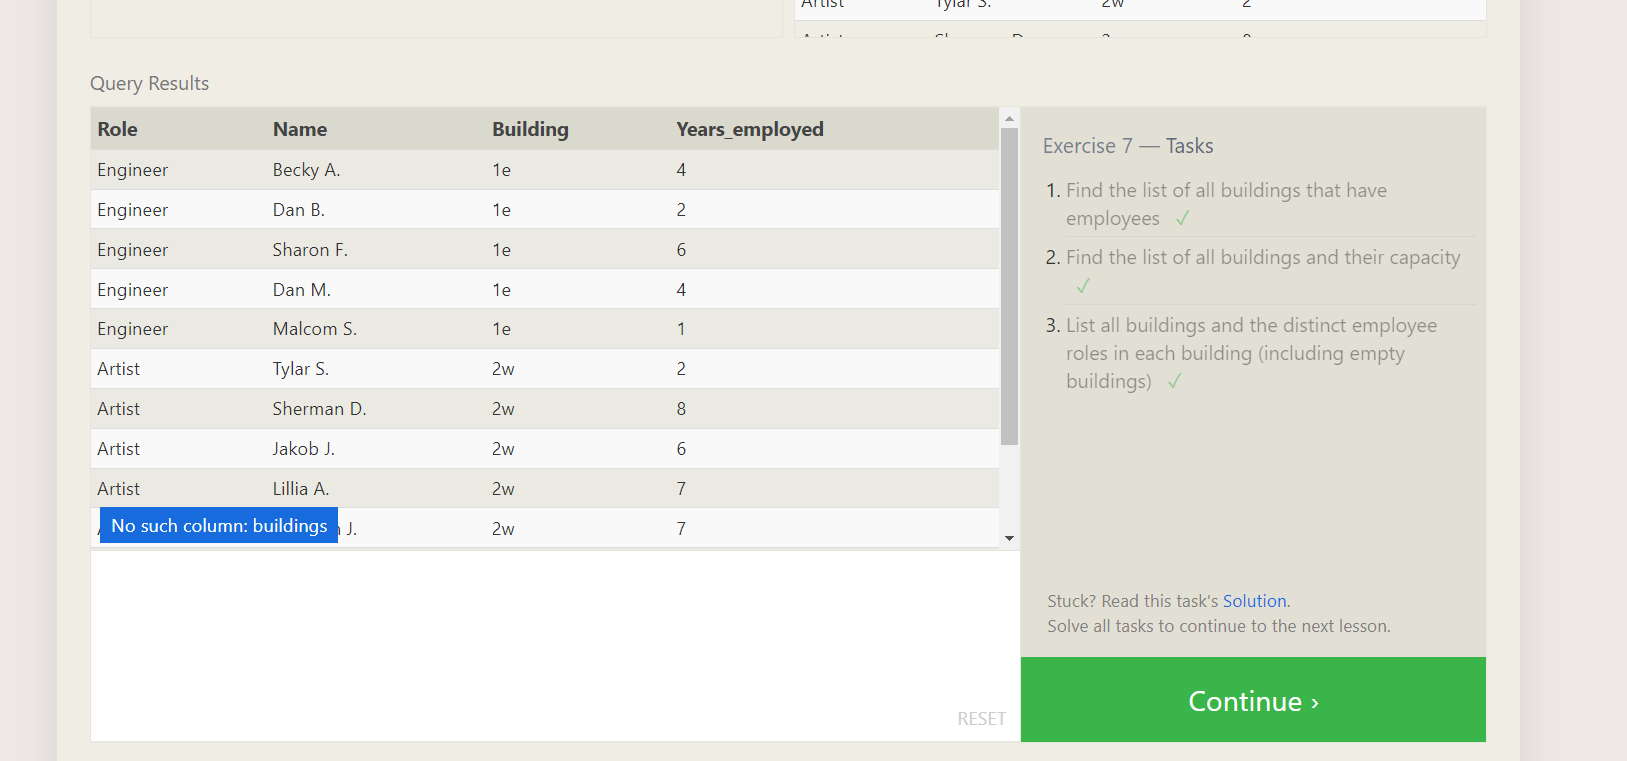 Artist Tylar S. 2w 2
Query Results
Role Name Building Years_employed
Engineer Becky A. 1e 4
Engineer Dan B. 1e 2
Engineer Sharon F. 1e 6
Engineer Dan M. 1e 4
Engineer Malcom S. 1e 1
Artist Tylar S. 2w 2
Artist Sherman D. 2w 8
Artist Jakob J. 2w 6
Artist Lillia A. 2w 7
No such column: buildings
J. 2w 7
RESET
Exercise 7 — Tasks
1. Find the list of all buildings that have
employees ✓
2. Find the list of all buildings and their capacity
✓
3. List all buildings and the distinct employee
roles in each building (including empty
buildings) ✓
Stuck? Read this task's Solution.
Solve all tasks to continue to the next lesson.
Continue ›